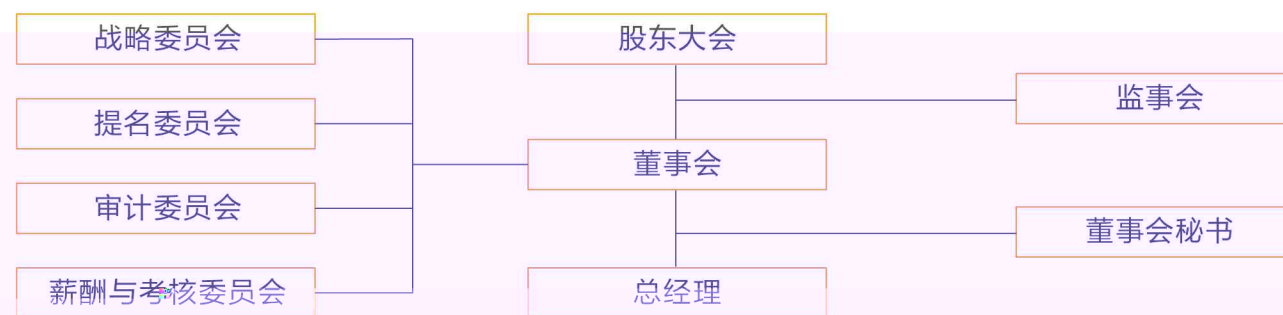 战略委员会
股东大会
监事会
提名委员会
董事会
审计委员会
董事会秘书
薪酬与考核委员会
总经理